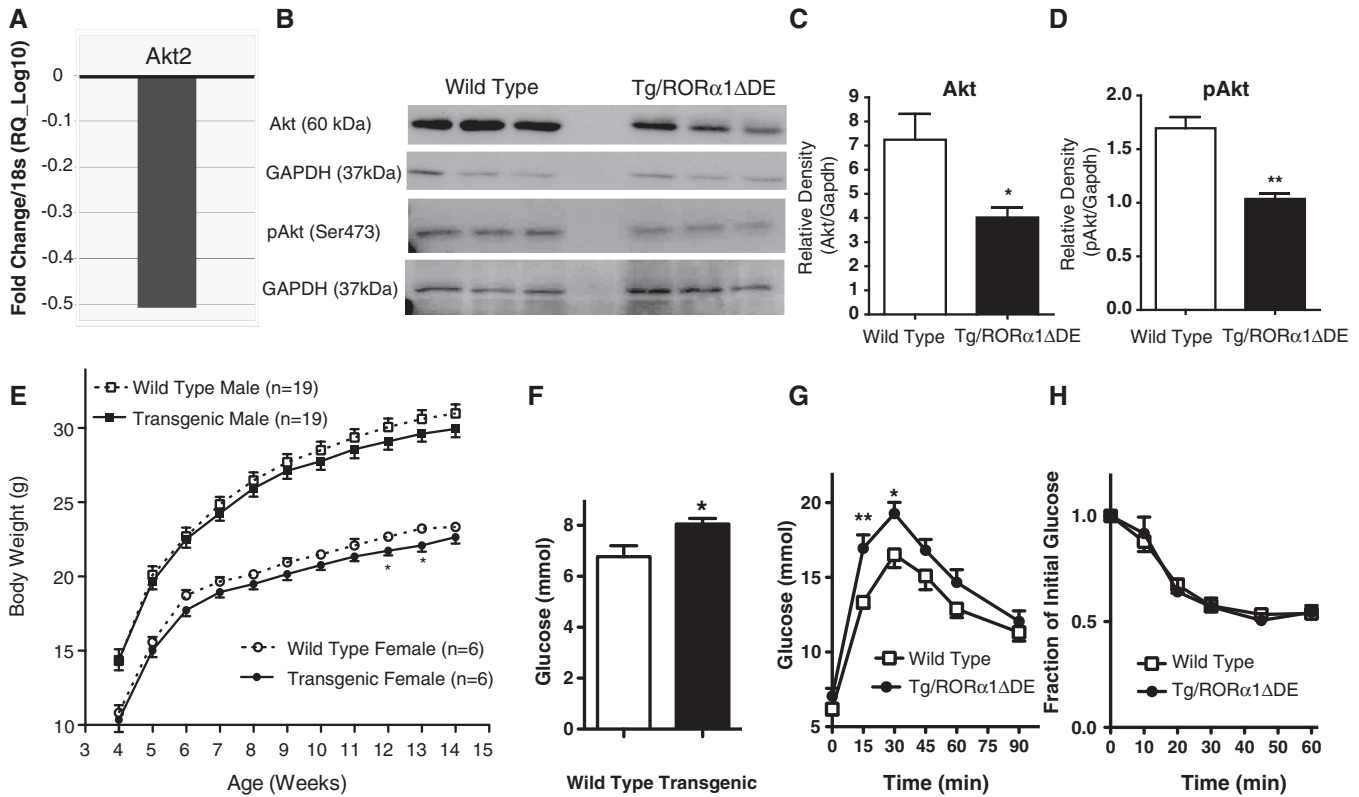 A
Akt2
Fold Change/18s (RQ_Log10)
0
-0.1
-0.2
-0.3
-0.4
-0.5
B
Wild Type
Tg/RORα1ΔDE
Akt (60 kDa)
GAPDH (37kDa)
pAkt (Ser473)
GAPDH (37kDa)
C
Akt
Relative Density
(Akt/Gapdh)
9
8
7
6
5
4
3
2
1
0
*
Wild Type
Tg/RORα1ΔDE
D
pAkt
Relative Density
(pAkt/Gapdh)
2.0
1.5
1.0
0.5
0.0
**
Wild Type
Tg/RORα1ΔDE
E
Wild Type Male (n=19)
Transgenic Male (n=19)
Body Weight (g)
30
25
20
15
10
* *
Wild Type Female (n=6)
Transgenic Female (n=6)
3 4 5 6 7 8 9 10 11 12 13 14 15
Age (Weeks)
F
Glucose (mmol)
8
6
4
2
0
*
Wild Type Transgenic
G
Glucose (mmol)
20
15
10
5
**
*
Wild Type
Tg/RORα1ΔDE
0 15 30 45 60 75 90
Time (min)
H
Fraction of Initial Glucose
1.0
0.5
0.0
Wild Type
Tg/RORα1ΔDE
0 10 20 30 40 50 60
Time (min)